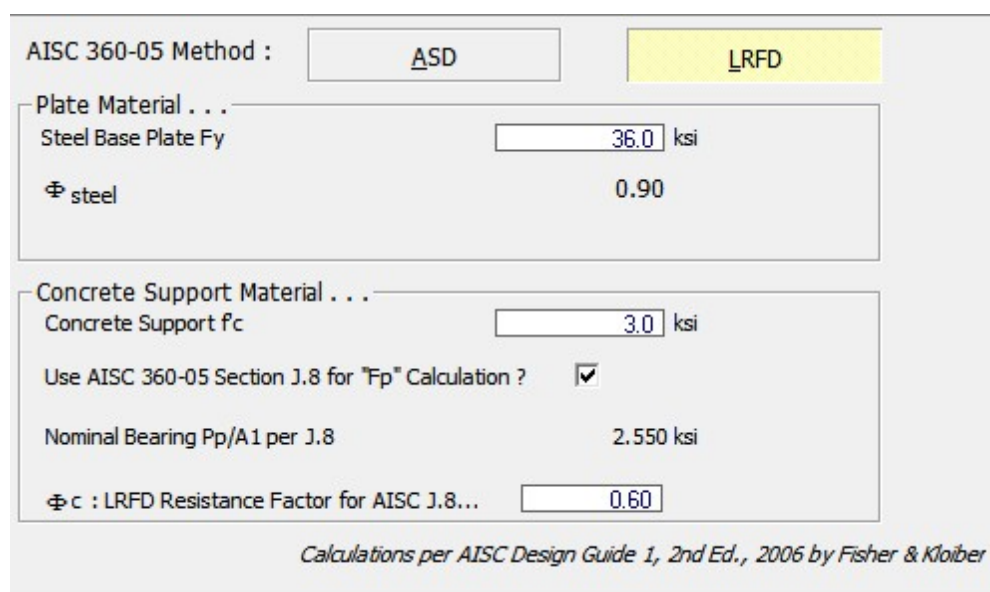 AISC 360-05 Method : ASD LRFD
Plate Material . . .
Steel Base Plate Fy 36.0 ksi
Φ steel 0.90
Concrete Support Material . . .
Concrete Support f'c 3.0 ksi
Use AISC 360-05 Section J.8 for "Fp" Calculation ?
Nominal Bearing Pp/A1 per J.8 2.550 ksi
Φ c : LRFD Resistance Factor for AISC J.8... 0.60
Calculations per AISC Design Guide 1, 2nd Ed., 2006 by Fisher & Kloiber